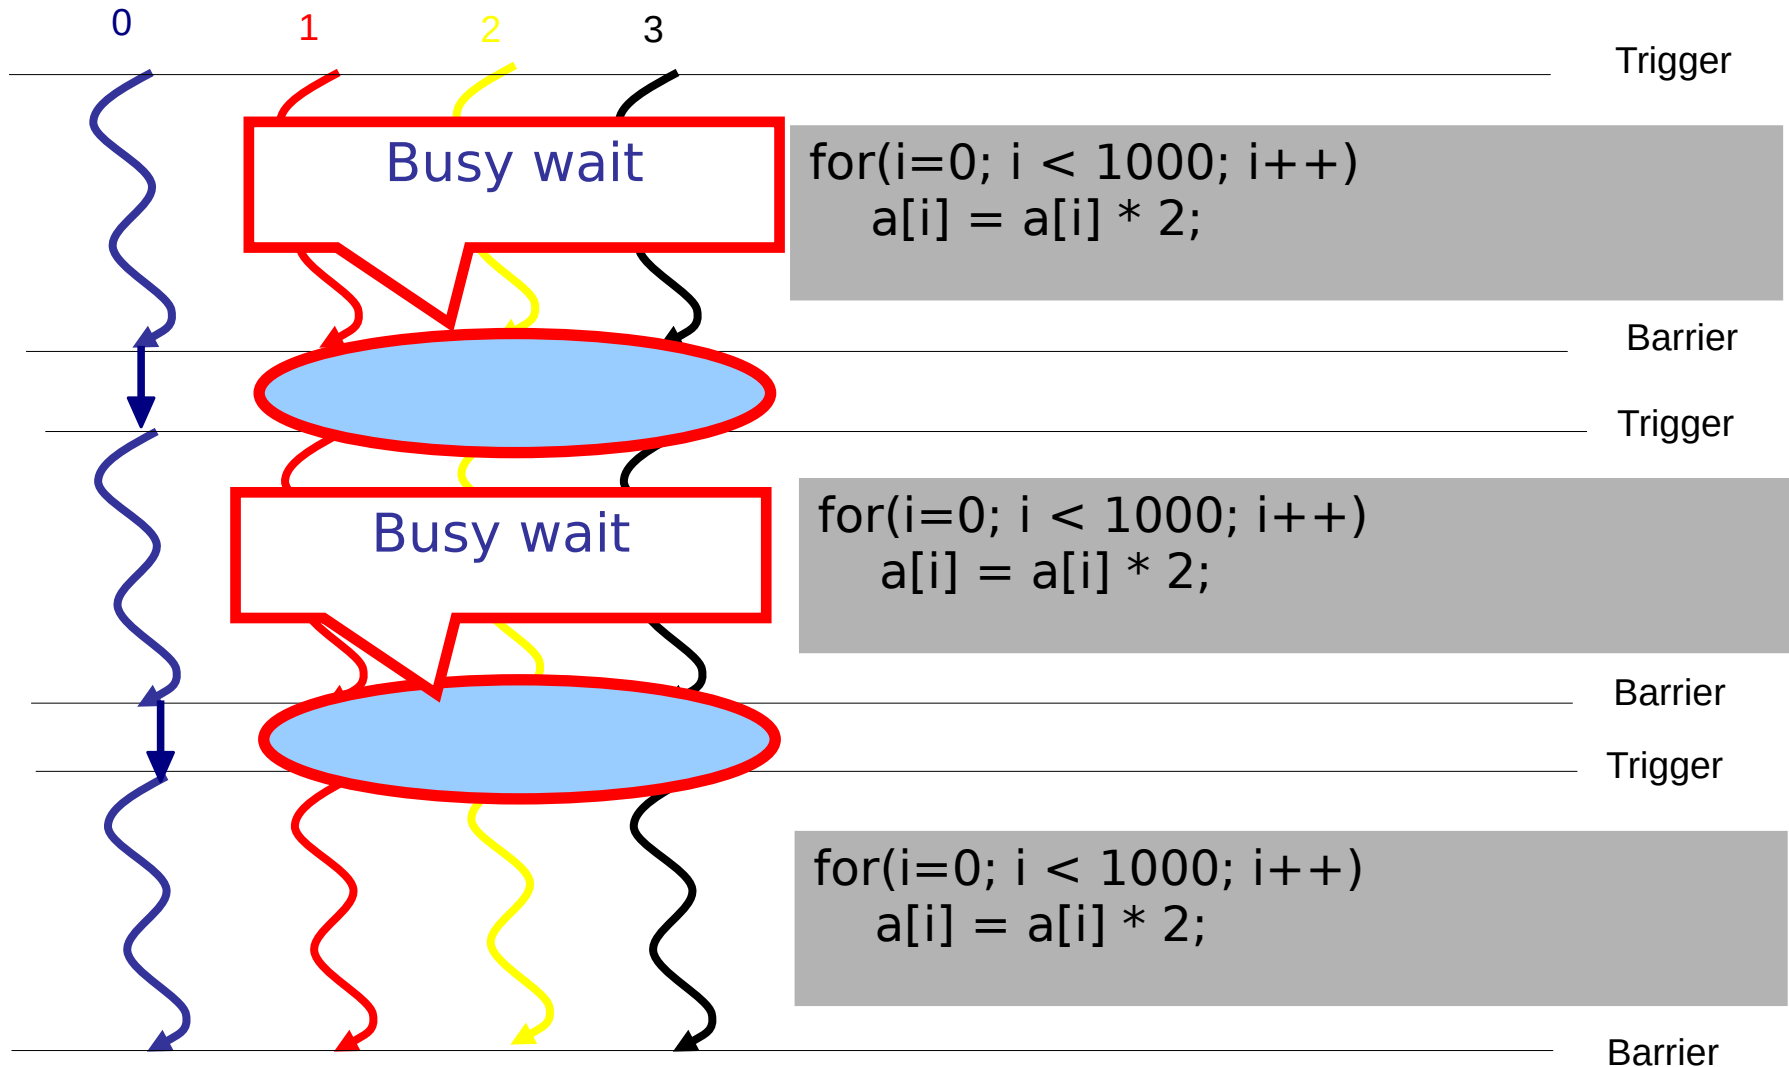 0 1 2 3
Trigger
Busy wait
for(i=0; i < 1000; i++)
a[i] = a[i] * 2;
Barrier
Trigger
Busy wait
for(i=0; i < 1000; i++)
a[i] = a[i] * 2;
Barrier
Trigger
for(i=0; i < 1000; i++)
a[i] = a[i] * 2;
Barrier